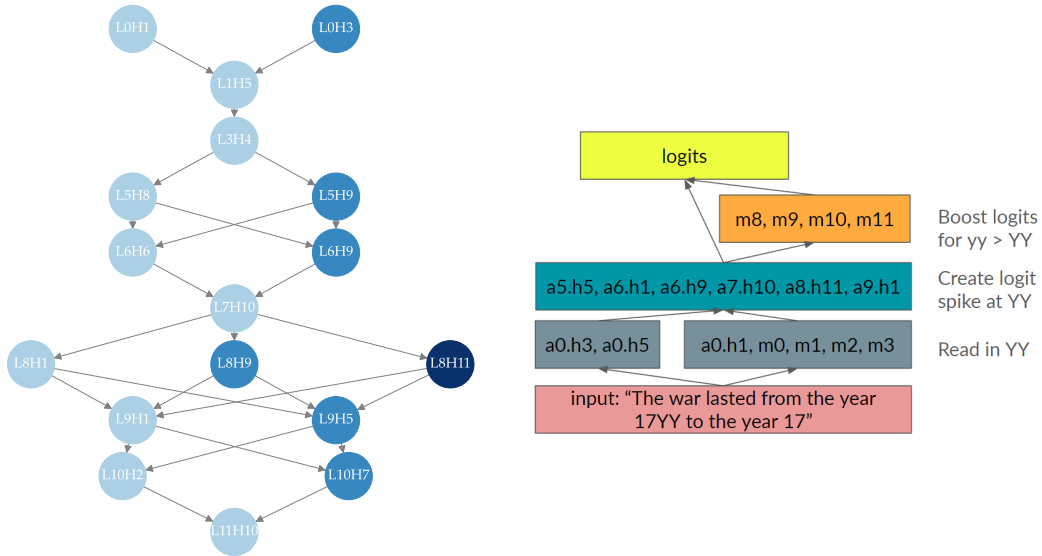 L0H1
L0H3
L1H5
L3H4
L5H8
L5H9
L6H6
L6H9
L7H10
L8H1
L8H9
L8H11
L9H1
L9H5
L10H2
L10H7
L11H10
logits
m8, m9, m10, m11
Boost logits
for yy > YY
a5.h5, a6.h1, a6.h9, a7.h10, a8.h11, a9.h1
Create logit
spike at YY
a0.h3, a0.h5
a0.h1, m0, m1, m2, m3
Read in YY
input: “The war lasted from the year
17YY to the year 17”